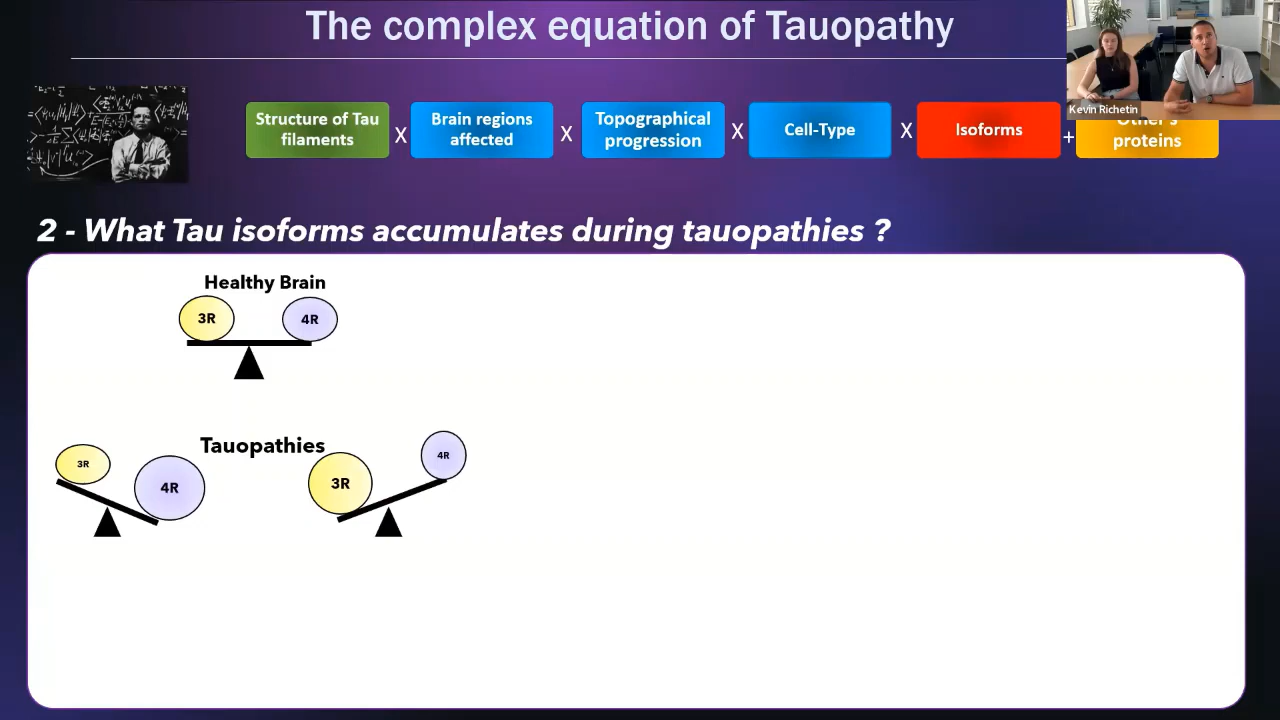 The complex equation of Tauopathy
Kevin Richetin
Structure of Tau
filaments
X
Brain regions
affected
X
Topographical
progression
X
Cell-Type
X
Isoforms
+
Other's
proteins
2 - What Tau isoforms accumulates during tauopathies ?
Healthy Brain
3R
4R
Tauopathies
3R
4R
3R
4R